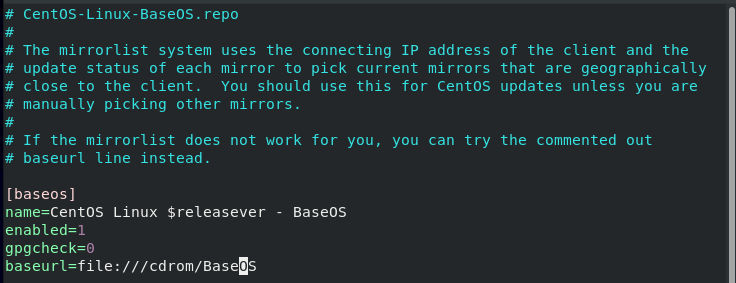 # CentOS-Linux-BaseOS.repo
#
# The mirrorlist system uses the connecting IP address of the client and the
# update status of each mirror to pick current mirrors that are geographically
# close to the client.  You should use this for CentOS updates unless you are
# manually picking other mirrors.
#
# If the mirrorlist does not work for you, you can try the commented out
# baseurl line instead.

[baseos]
name=CentOS Linux $releasever - BaseOS
enabled=1
gpgcheck=0
baseurl=file:///cdrom/BaseOS